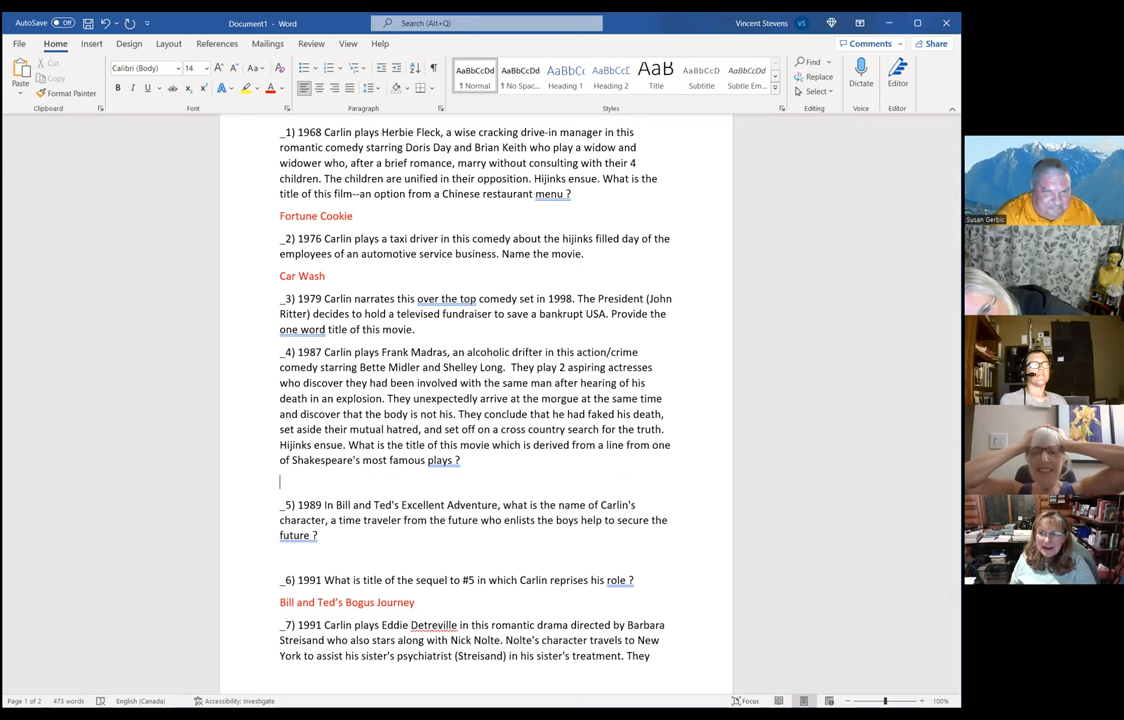 AutoSave Off Document1 - Word Search (Alt+Q) Vincent Stevens VS
File Home Insert Design Layout References Mailings Review View Help Comments Share
Paste Cut Copy Format Painter
Calibri (Body) 14
AaBbCcDd AaBbCcDd AaBbC( AaBbCcC AaB AaBbCcD AaBbCcDd
¶ Normal ¶ No Spac... Heading 1 Heading 2 Title Subtitle Subtle Em...
Find Replace Select Dictate Editor
Clipboard Font Paragraph Styles Editing Voice Editor
_1) 1968 Carlin plays Herbie Fleck, a wise cracking drive-in manager in this
romantic comedy starring Doris Day and Brian Keith who play a widow and
widower who, after a brief romance, marry without consulting with their 4
children. The children are unified in their opposition. Hijinks ensue. What is the
title of this film--an option from a Chinese restaurant menu ?
Fortune Cookie
_2) 1976 Carlin plays a taxi driver in this comedy about the hijinks filled day of the
employees of an automotive service business. Name the movie.
Car Wash
_3) 1979 Carlin narrates this over the top comedy set in 1998. The President (John
Ritter) decides to hold a televised fundraiser to save a bankrupt USA. Provide the
one word title of this movie.
_4) 1987 Carlin plays Frank Madras, an alcoholic drifter in this action/crime
comedy starring Bette Midler and Shelley Long.  They play 2 aspiring actresses
who discover they had been involved with the same man after hearing of his
death in an explosion. They unexpectedly arrive at the morgue at the same time
and discover that the body is not his. They conclude that he had faked his death,
set aside their mutual hatred, and set off on a cross country search for the truth.
Hijinks ensue. What is the title of this movie which is derived from a line from one
of Shakespeare's most famous plays ?
_5) 1989 In Bill and Ted's Excellent Adventure, what is the name of Carlin's
character, a time traveler from the future who enlists the boys help to secure the
future ?
_6) 1991 What is title of the sequel to #5 in which Carlin reprises his role ?
Bill and Ted's Bogus Journey
_7) 1991 Carlin plays Eddie Detreville in this romantic drama directed by Barbara
Streisand who also stars along with Nick Nolte. Nolte's character travels to New
York to assist his sister's psychiatrist (Streisand) in his sister's treatment. They
Susan Gerbic
Page 1 of 2 473 words English (Canada) Accessibility: Investigate Focus 100%